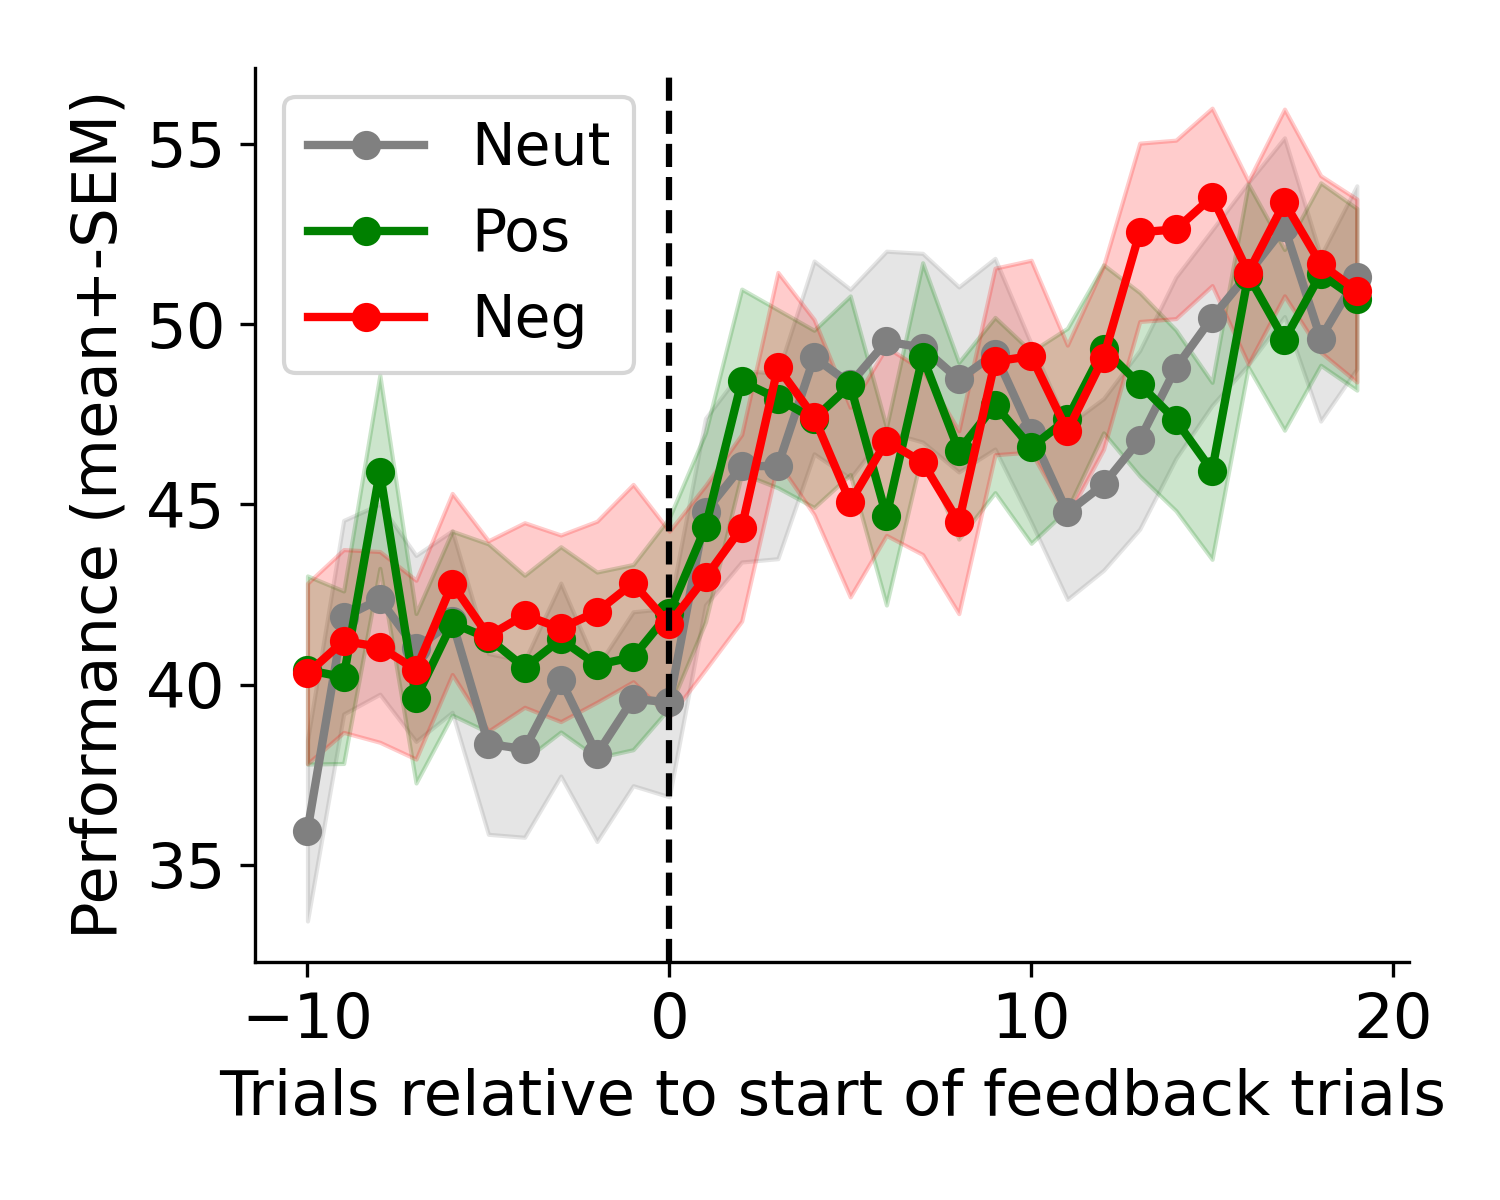 Performance (mean+-SEM)
55
50
45
40
35
Neut
Pos
Neg
−10
0
10
20
Trials relative to start of feedback trials